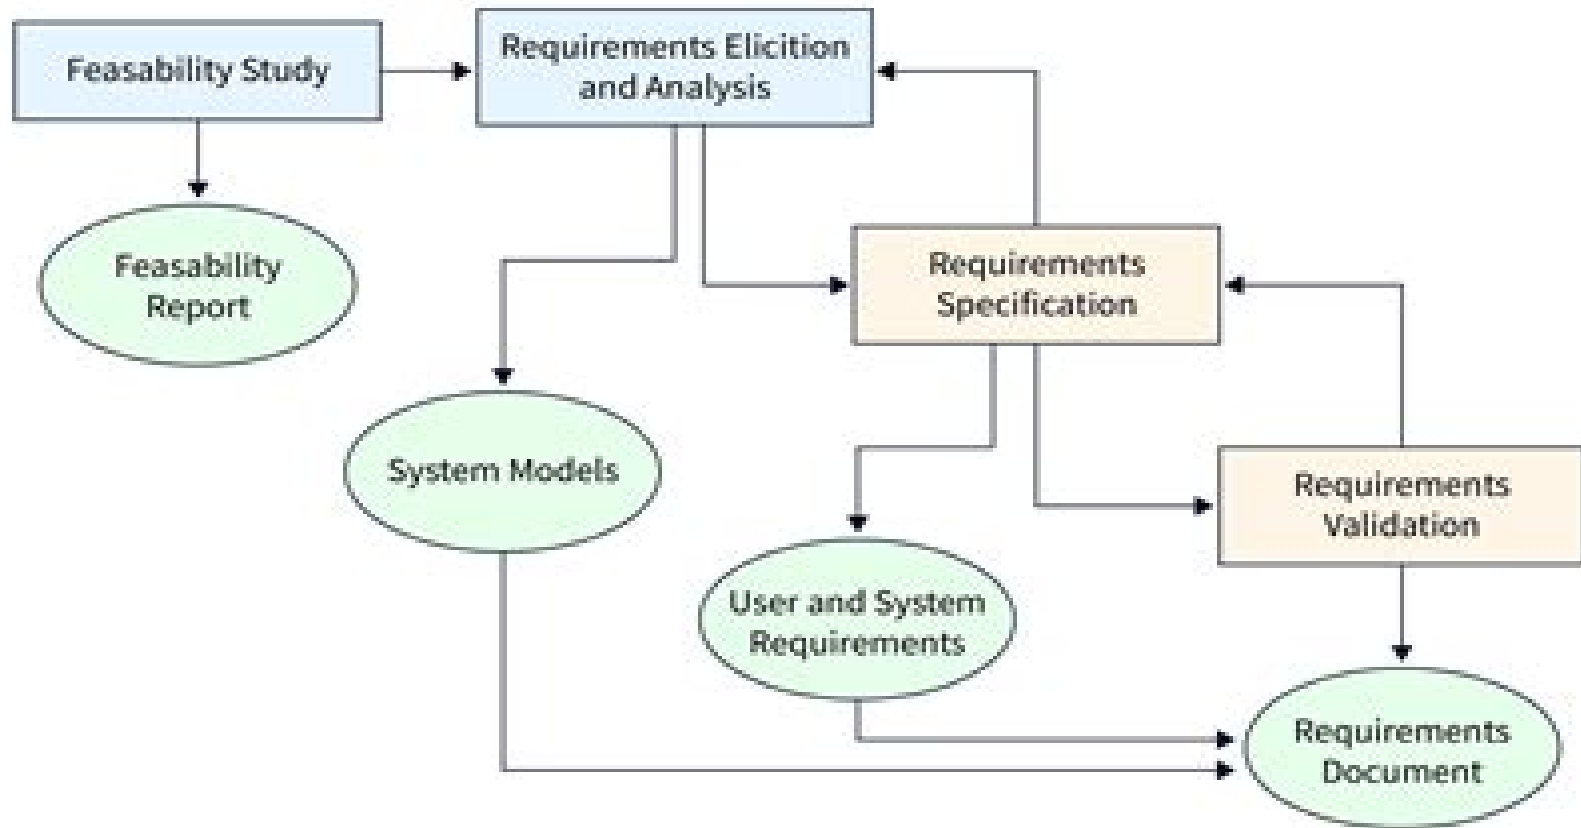 Feasability Study
Requirements Elicition
and Analysis
Feasability
Report
Requirements
Specification
System Models
Requirements
Validation
User and System
Requirements
Requirements
Document